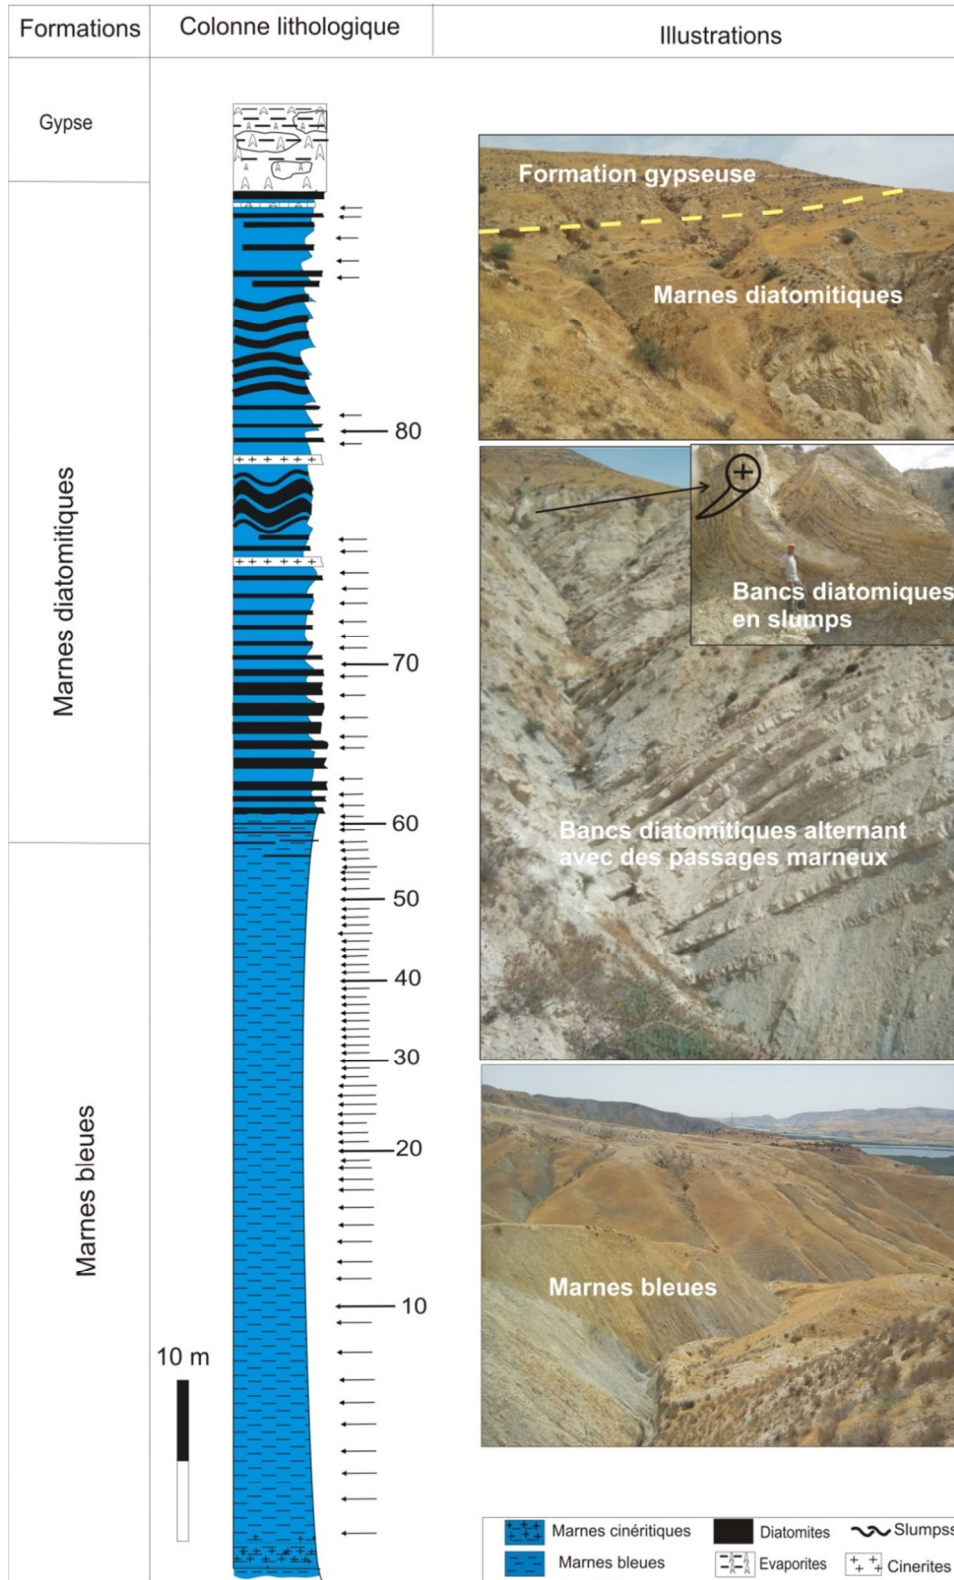 Formations
Colonne lithologique
Illustrations
Gypse
Formation gypseuse
Marnes diatomitiques
80
Bancs diatomiques
en slumps
Marnes diatomitiques
70
60
Bancs diatomitiques alternant
avec des passages marneux
50
40
30
20
Marnes bleues
Marnes bleues
10
10 m
Marnes cinéritiques
Diatomites
Slumpss
Marnes bleues
Evaporites
Cinerites